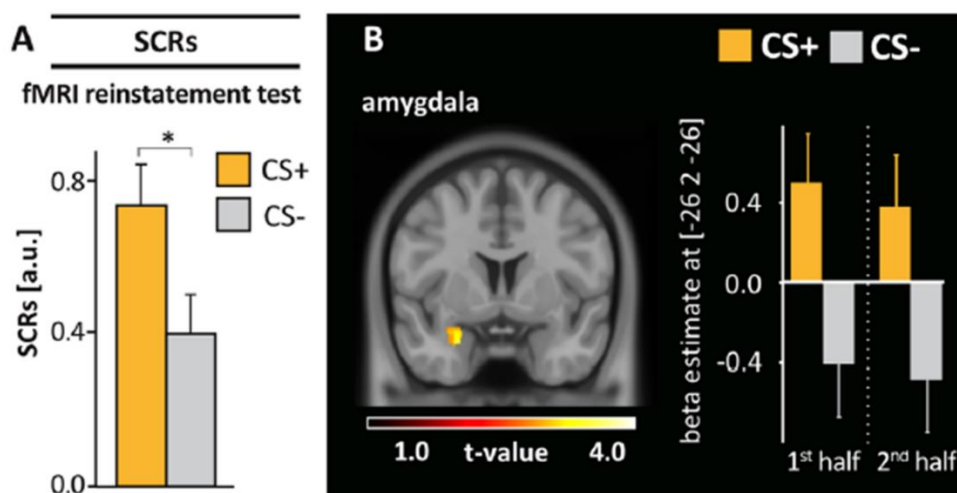 A
SCRs
fMRI reinstatement test
*
CS+
CS-
0.8
0.4
0.0
SCRs [a.u.]
B
CS+ CS-
amygdala
1.0 t-value 4.0
beta estimate at [-26 2 -26]
0.4
0.0
-0.4
1st half 2nd half